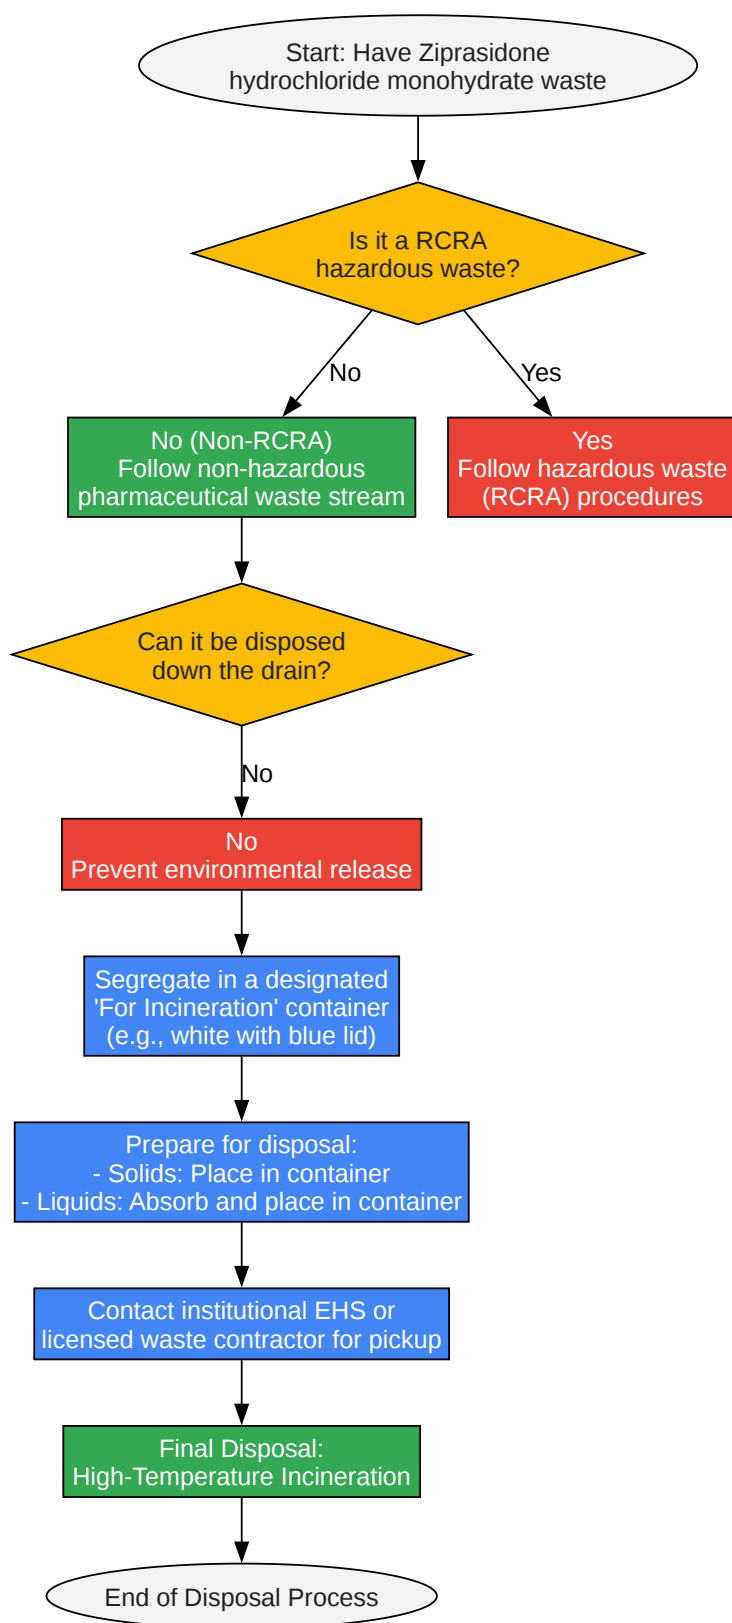 Start: Have Ziprasidone
hydrochloride monohydrate waste
Is it a RCRA
hazardous waste?
No
Yes
No (Non-RCRA)
Follow non-hazardous
pharmaceutical waste stream
Yes
Follow hazardous waste
(RCRA) procedures
Can it be disposed
down the drain?
No
No
Prevent environmental release
Segregate in a designated
'For Incineration' container
(e.g., white with blue lid)
Prepare for disposal:
- Solids: Place in container
- Liquids: Absorb and place in container
Contact institutional EHS or
licensed waste contractor for pickup
Final Disposal:
High-Temperature Incineration
End of Disposal Process